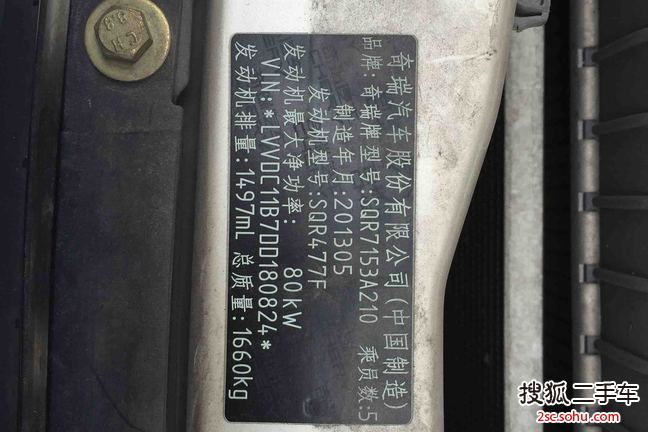 奇瑞汽车股份有限公司(中国制造)
品牌:奇瑞牌 型号:SQR7153A210 乘员数:5
制造年月:201305
发动机型号:SQR477F
发动机最大净功率: 80kW
VIN:*LVVDC11B7DD180824*
发动机排量:1497mL 总质量:1660kg
8.8
搜狐二手车
2sc.sohu.com